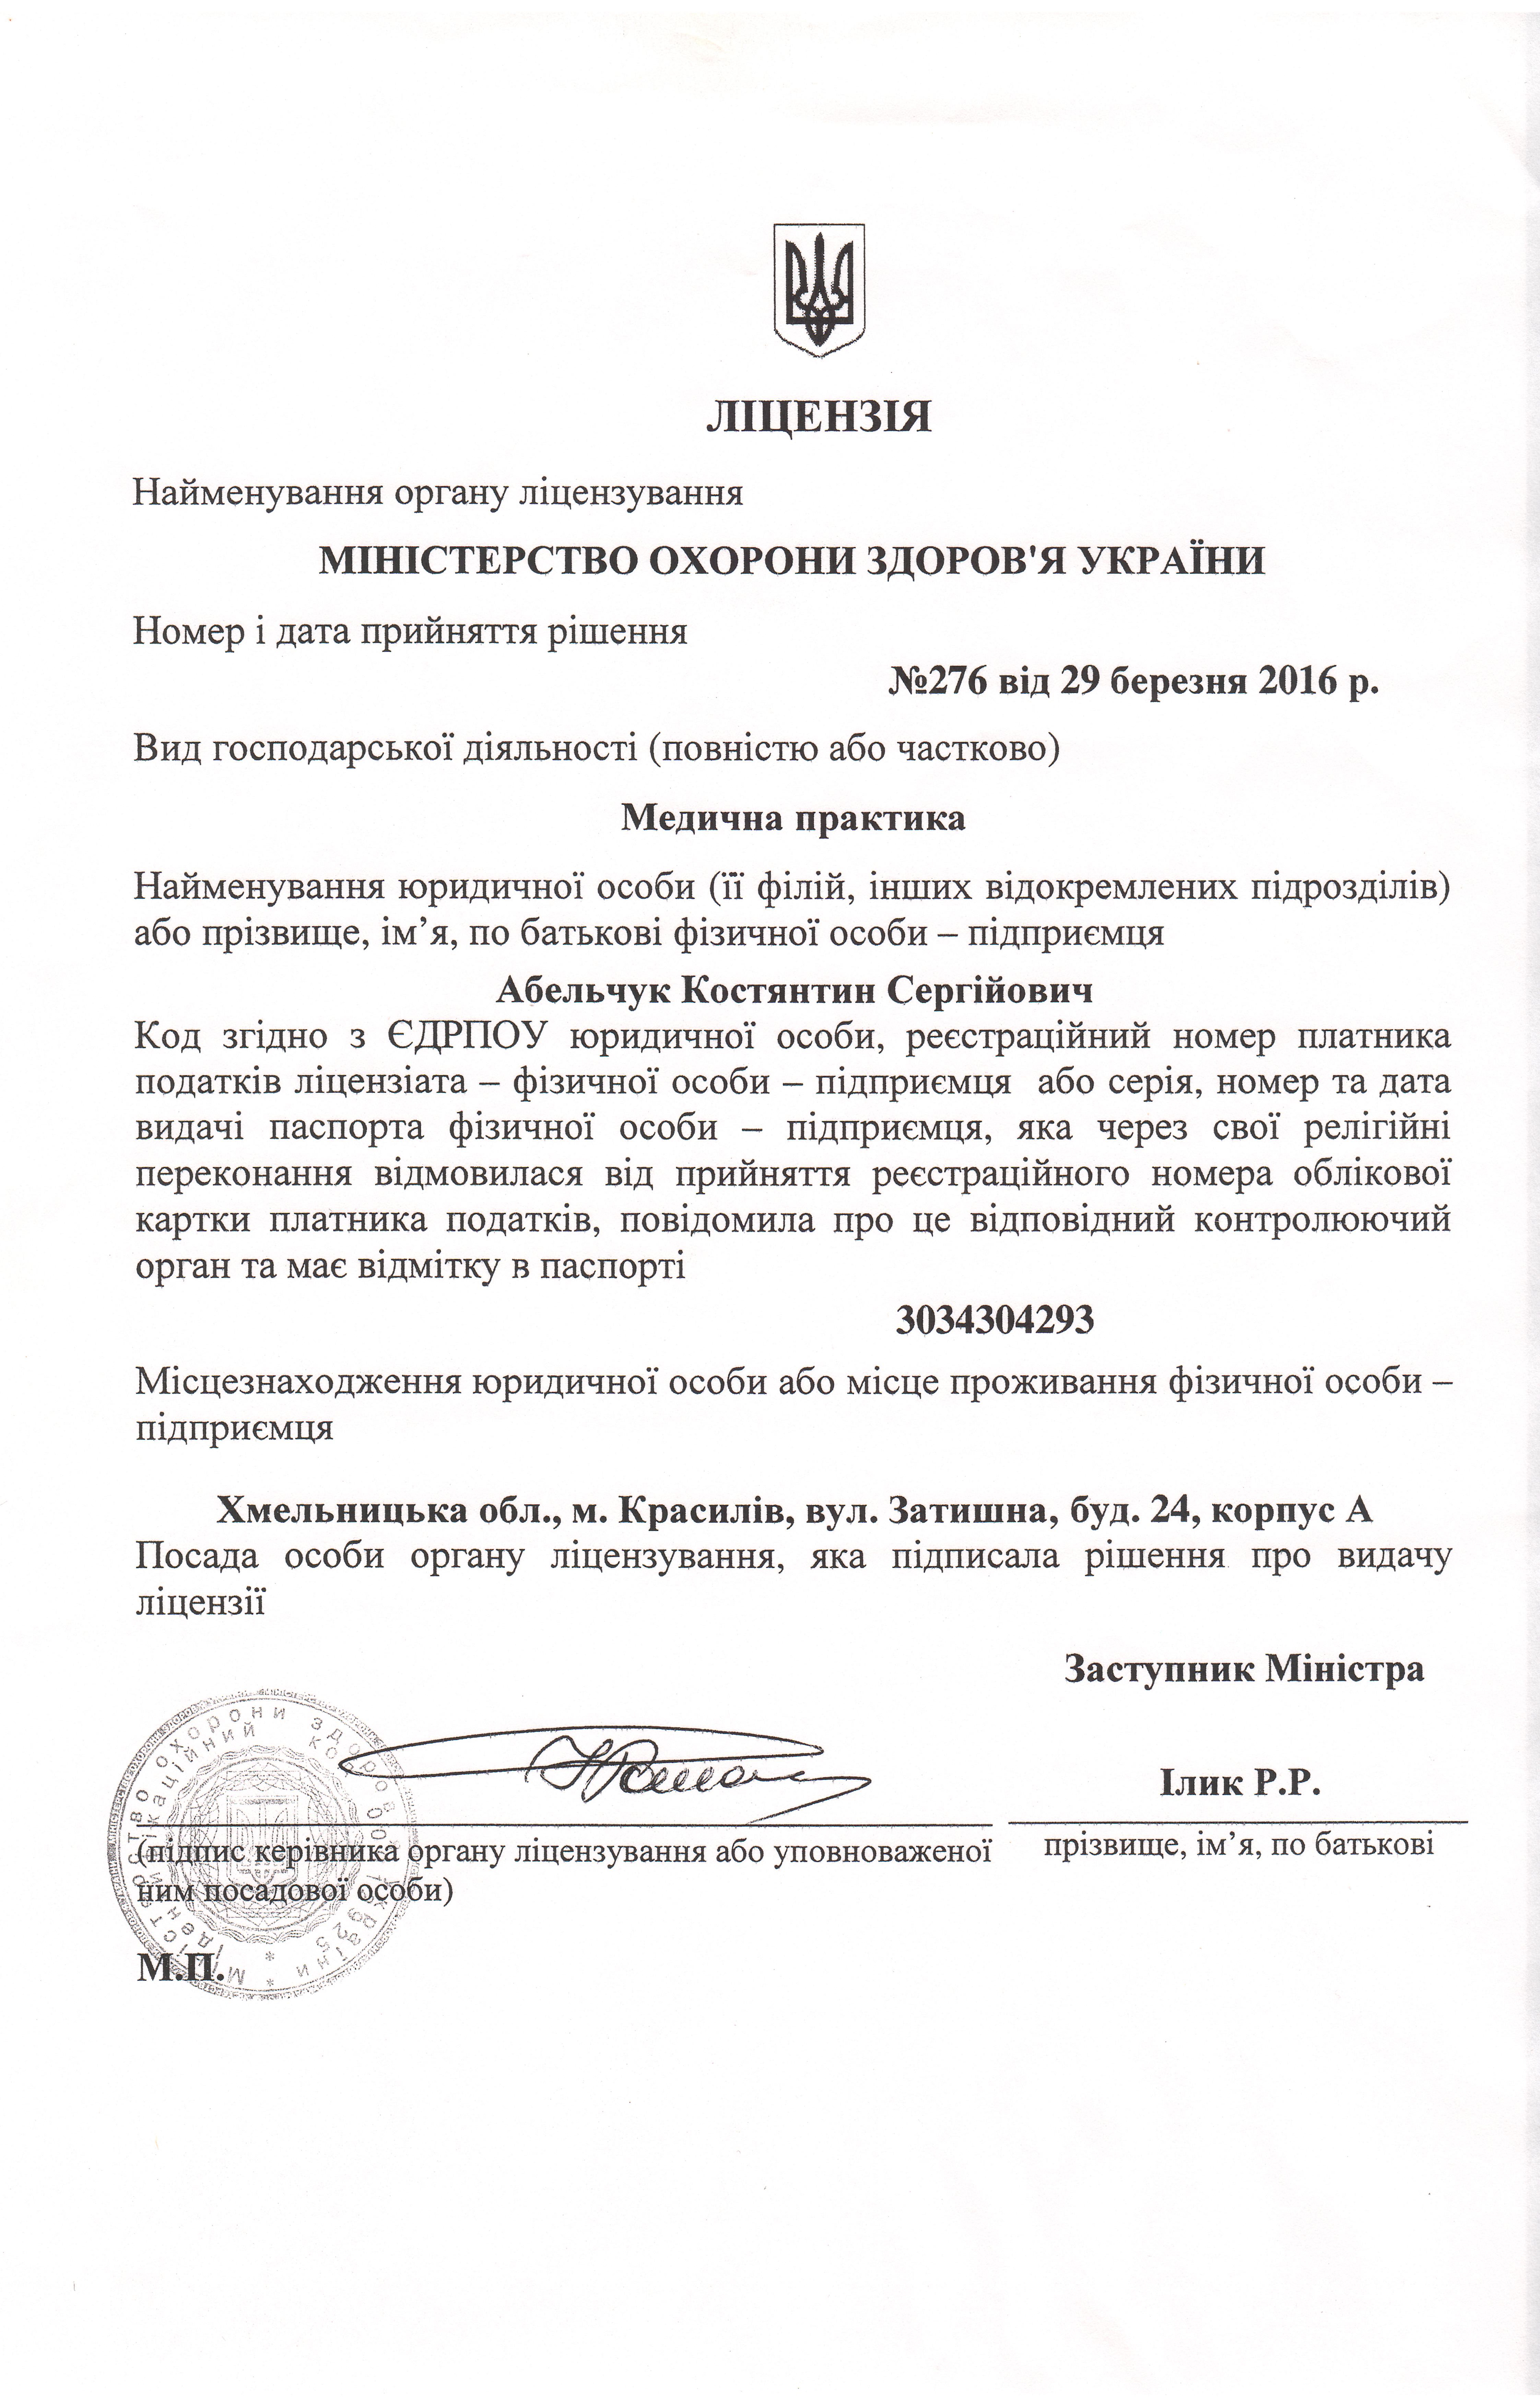 ЛІЦЕНЗІЯ
Найменування органу ліцензування
МІНІСТЕРСТВО ОХОРОНИ ЗДОРОВ'Я УКРАЇНИ
Номер і дата прийняття рішення
№276 від 29 березня 2016 р.
Вид господарської діяльності (повністю або частково)
Медична практика
Найменування юридичної особи (її філій, інших відокремлених підрозділів)
або прізвище, ім’я, по батькові фізичної особи – підприємця
Абельчук Костянтин Сергійович
Код згідно з ЄДРПОУ юридичної особи, реєстраційний номер платника
податків ліцензіата – фізичної особи – підприємця або серія, номер та дата
видачі паспорта фізичної особи – підприємця, яка через свої релігійні
переконання відмовилася від прийняття реєстраційного номера облікової
картки платника податків, повідомила про це відповідний контролюючий
орган та має відмітку в паспорті
3034304293
Місцезнаходження юридичної особи або місце проживання фізичної особи –
підприємця
Хмельницька обл., м. Красилів, вул. Затишна, буд. 24, корпус А
Посада особи органу ліцензування, яка підписала рішення про видачу
ліцензії
Заступник Міністра
Ілик Р.Р.
(підпис керівника органу ліцензування або уповноваженої
ним посадової особи)
прізвище, ім’я, по батькові
М.П.